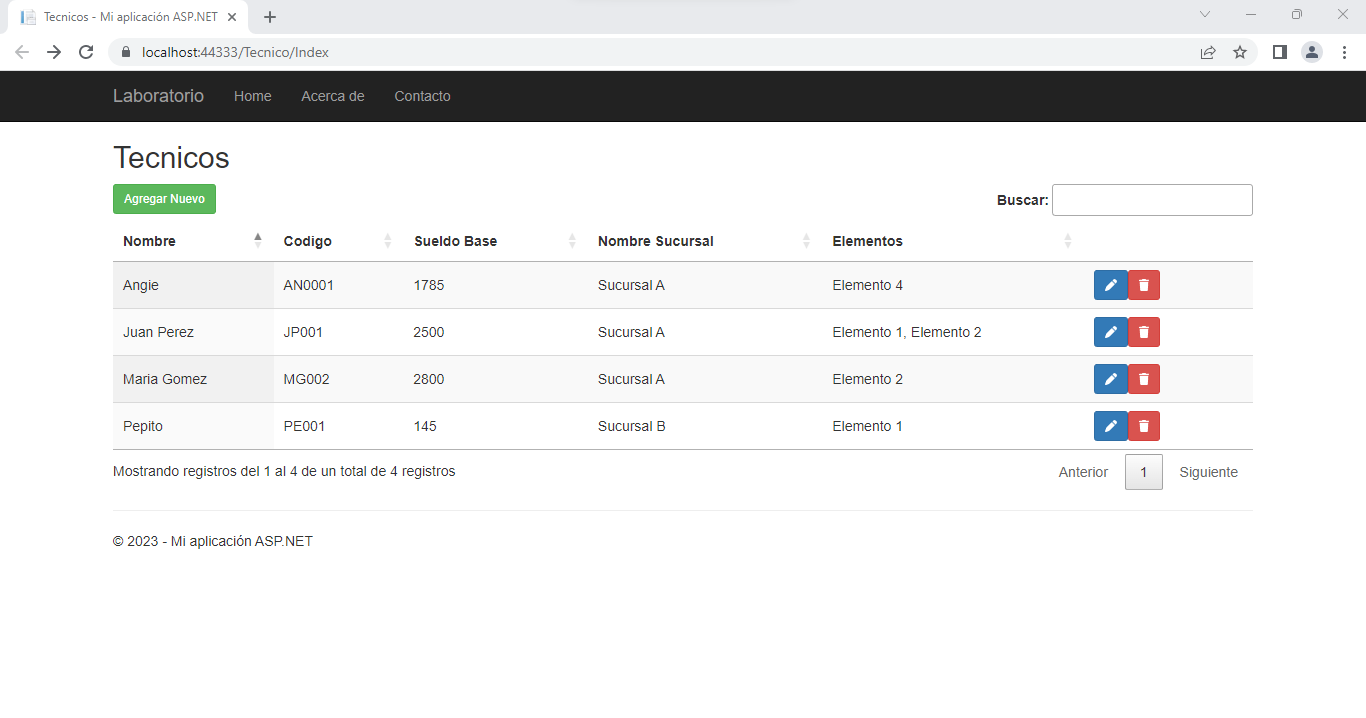 Tecnicos - Mi aplicación ASP.NET
localhost:44333/Tecnico/Index
Laboratorio Home Acerca de Contacto
Tecnicos
Agregar Nuevo Buscar:
Nombre Codigo Sueldo Base Nombre Sucursal Elementos
Angie AN0001 1785 Sucursal A Elemento 4
Juan Perez JP001 2500 Sucursal A Elemento 1, Elemento 2
Maria Gomez MG002 2800 Sucursal A Elemento 2
Pepito PE001 145 Sucursal B Elemento 1
Mostrando registros del 1 al 4 de un total de 4 registros Anterior 1 Siguiente
© 2023 - Mi aplicación ASP.NET